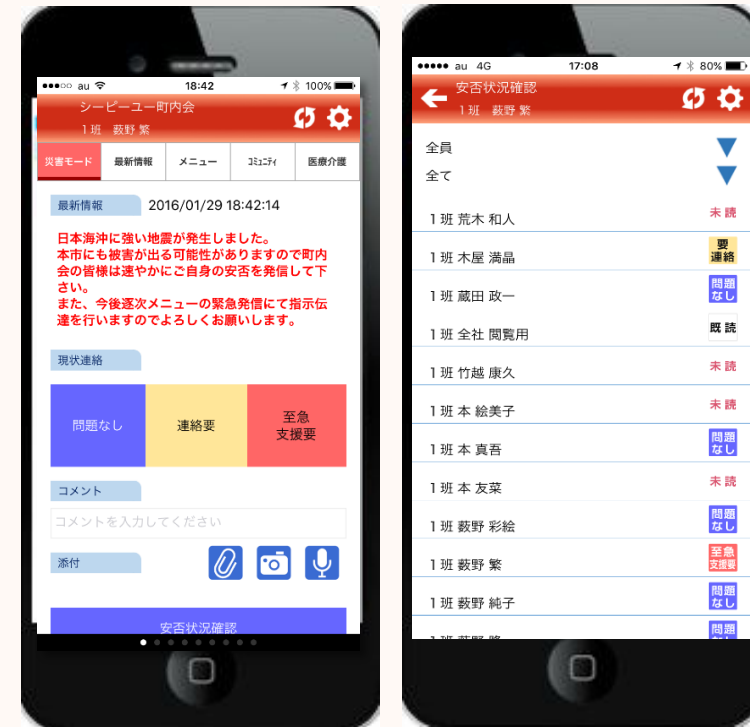 au
18:42
100%
シーピーユー町内会
1班 薮野 繁
災害モード
最新情報
メニュー
コミュニティ
医療介護
最新情報
2016/01/29 18:42:14
日本海沖に強い地震が発生しました。
本市にも被害が出る可能性がありますので町内
会の皆様は速やかにご自身の安否を発信して下
さい。
また、今後逐次メニューの緊急発信にて指示伝
達を行いますのでよろしくお願いします。
現状連絡
問題なし
連絡要
至急
支援要
コメント
コメントを入力してください
添付
安否状況確認
au 4G
17:08
80%
安否状況確認
1班 薮野 繁
全員
全て
1班 荒木 和人
未 読
1班 木屋 満晶
要
連絡
1班 蔵田 政一
問題
なし
1班 全社 閲覧用
既 読
1班 竹越 康久
未 読
1班 本 絵美子
未 読
1班 本 真吾
問題
なし
1班 本 友菜
未 読
1班 薮野 彩絵
問題
なし
1班 薮野 繁
至急
支援要
1班 薮野 純子
問題
なし
問題